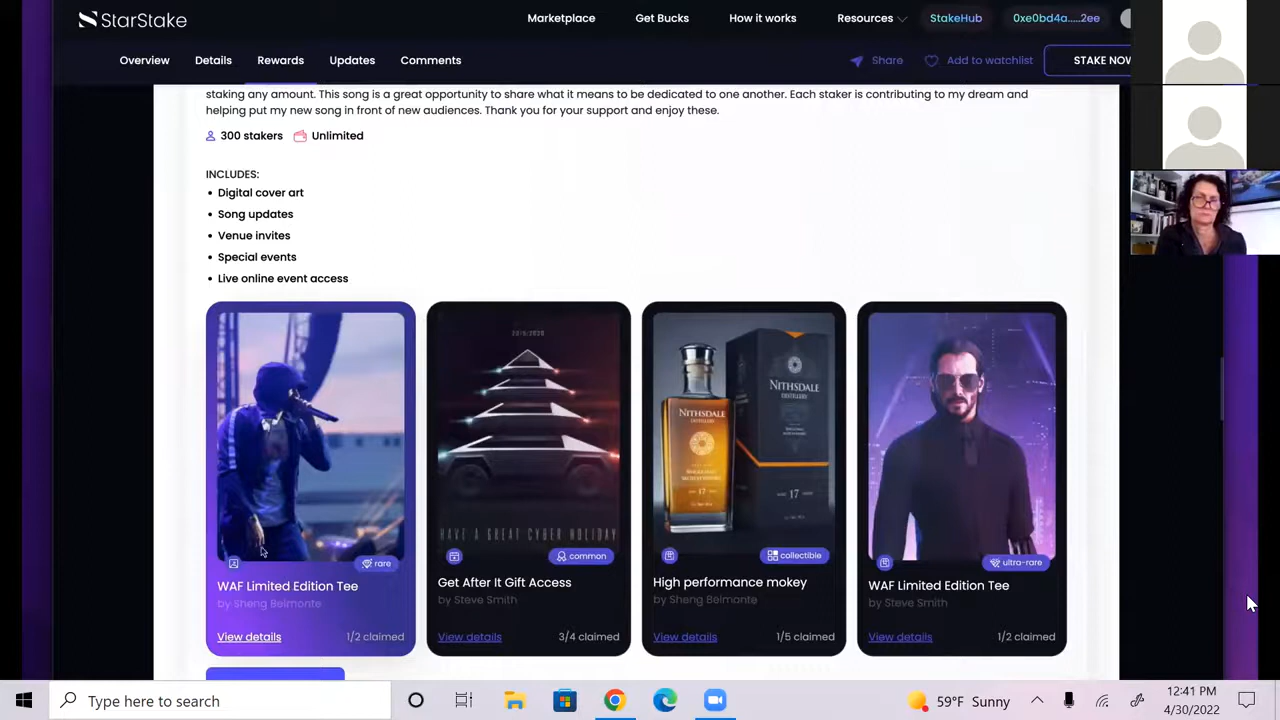 StarStake
Marketplace
Get Bucks
How it works
Resources
StakeHub
0xe0bd4a.....2ee
Overview
Details
Rewards
Updates
Comments
Share
Add to watchlist
STAKE NOW
staking any amount. This song is a great opportunity to share what it means to be dedicated to one another. Each staker is contributing to my dream and
helping put my new song in front of new audiences. Thank you for your support and enjoy these.
300 stakers
Unlimited
INCLUDES:
• Digital cover art
• Song updates
• Venue invites
• Special events
• Live online event access
rare
WAF Limited Edition Tee
by Sheng Belmonte
View details
1/2 claimed
HAVE A GREAT CYBER HOLIDAY
common
Get After It Gift Access
by Steve Smith
View details
3/4 claimed
NITHSDALE
DISTILLERY
17
NITHSDALE
DISTILLERY
17
collectible
High performance mokey
by Sheng Belmante
View details
1/5 claimed
ultra-rare
WAF Limited Edition Tee
by Steve Smith
View details
1/2 claimed
Type here to search
59°F Sunny
12:41 PM
4/30/2022